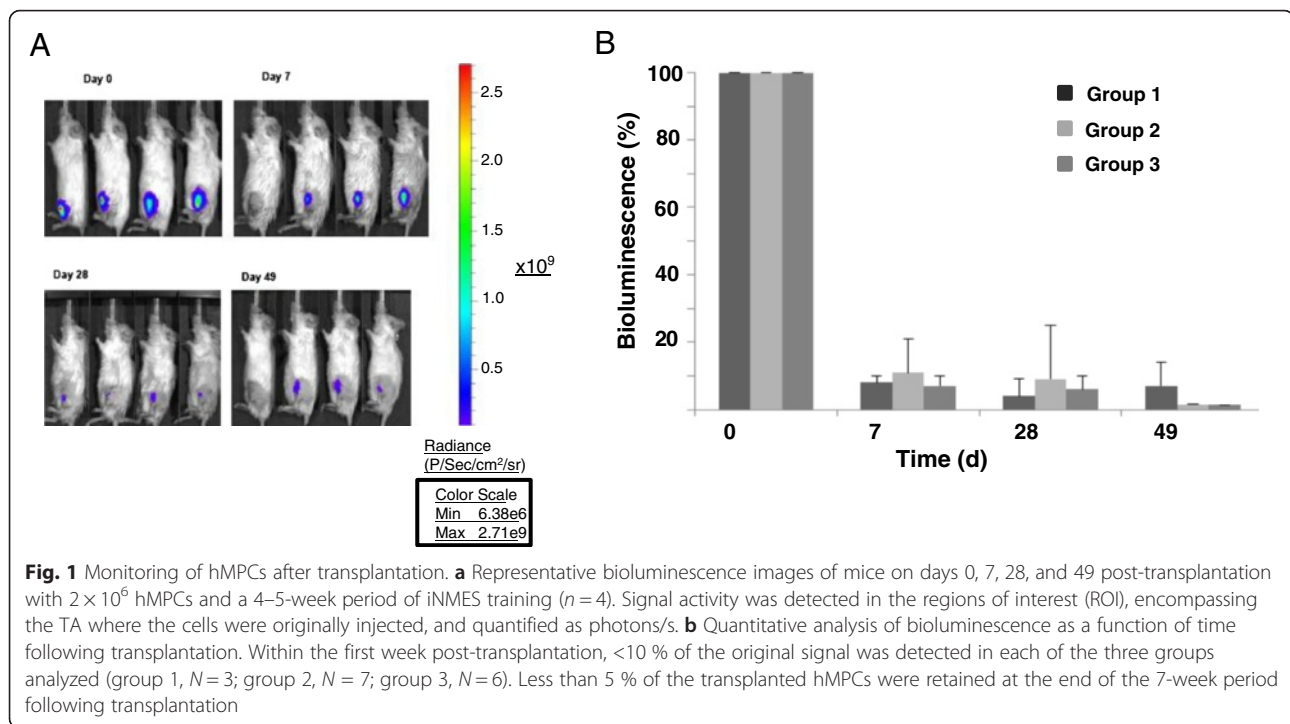 A
Day 0
Day 7
Day 28
Day 49
2.5
2.0
1.5
1.0
0.5
x10⁹
Radiance
(P/Sec/cm²/sr)
Color Scale
Min 6.38e6
Max 2.71e9
B
Bioluminescence (%)
100
80
60
40
20
0
7
28
49
Time (d)
Group 1
Group 2
Group 3
Fig. 1 Monitoring of hMPCs after transplantation. a Representative bioluminescence images of mice on days 0, 7, 28, and 49 post-transplantation
with 2 × 10⁶ hMPCs and a 4–5-week period of iNMES training (n = 4). Signal activity was detected in the regions of interest (ROI), encompassing
the TA where the cells were originally injected, and quantified as photons/s. b Quantitative analysis of bioluminescence as a function of time
following transplantation. Within the first week post-transplantation, <10 % of the original signal was detected in each of the three groups
analyzed (group 1, N = 3; group 2, N = 7; group 3, N = 6). Less than 5 % of the transplanted hMPCs were retained at the end of the 7-week period
following transplantation